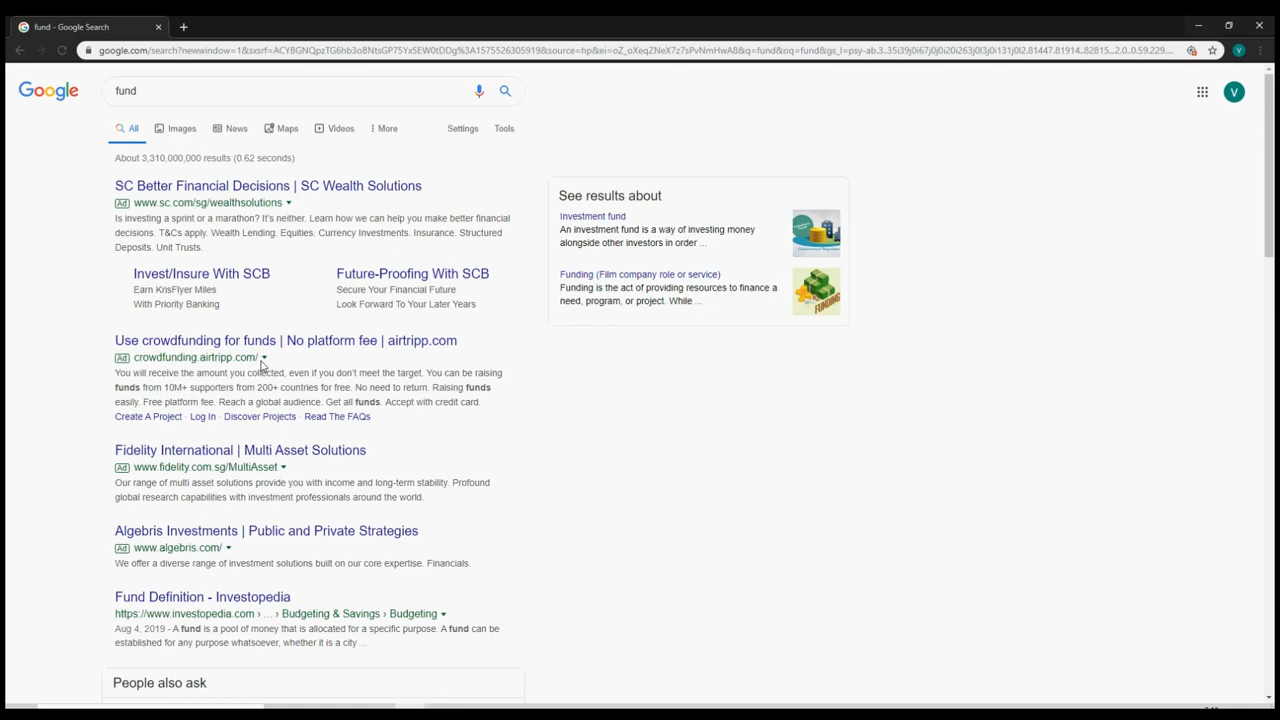 fund - Google Search
google.com/search?newwindow=1&sxsrf=ACYBGNQpzTG6hb3oBNtsGP75Yx5EW0tDDg%3A1575526305919&source=hp&ei=oZ_oXeqZNeX7z7sPvNmHwA8&q=fund&oq=fund&gs_l=psy-ab.3..35i39j0i67j0j0i20i263j0l3j0i131j0l2.81447.81914..82815...2.0..0.59.229....
V
Google
fund
V
All Images News Maps Videos More Settings Tools
About 3,310,000,000 results (0.62 seconds)
SC Better Financial Decisions | SC Wealth Solutions
Ad www.sc.com/sg/wealthsolutions
Is investing a sprint or a marathon? It's neither. Learn how we can help you make better financial
decisions. T&Cs apply. Wealth Lending. Equities. Currency Investments. Insurance. Structured
Deposits. Unit Trusts.
Invest/Insure With SCB
Earn KrisFlyer Miles
With Priority Banking
Future-Proofing With SCB
Secure Your Financial Future
Look Forward To Your Later Years
Use crowdfunding for funds | No platform fee | airtripp.com
Ad crowdfunding.airtripp.com/
You will receive the amount you collected, even if you don't meet the target. You can be raising
funds from 10M+ supporters from 200+ countries for free. No need to return. Raising funds
easily. Free platform fee. Reach a global audience. Get all funds. Accept with credit card.
Create A Project · Log In · Discover Projects · Read The FAQs
Fidelity International | Multi Asset Solutions
Ad www.fidelity.com.sg/MultiAsset
Our range of multi asset solutions provide you with income and long-term stability. Profound
global research capabilities with investment professionals around the world.
Algebris Investments | Public and Private Strategies
Ad www.algebris.com/
We offer a diverse range of investment solutions built on our core expertise. Financials.
Fund Definition - Investopedia
https://www.investopedia.com › ... › Budgeting & Savings › Budgeting
Aug 4, 2019 - A fund is a pool of money that is allocated for a specific purpose. A fund can be
established for any purpose whatsoever, whether it is a city ...
People also ask
See results about
Investment fund
An investment fund is a way of investing money
alongside other investors in order ...
Funding (Film company role or service)
Funding is the act of providing resources to finance a
need, program, or project. While ...
FUNDING